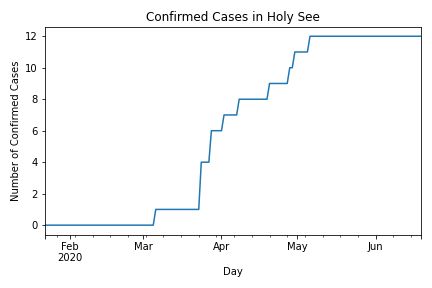 Confirmed Cases in Holy See
Number of Confirmed Cases
12
10
8
6
4
2
0
Feb Mar Apr May Jun
2020
Day